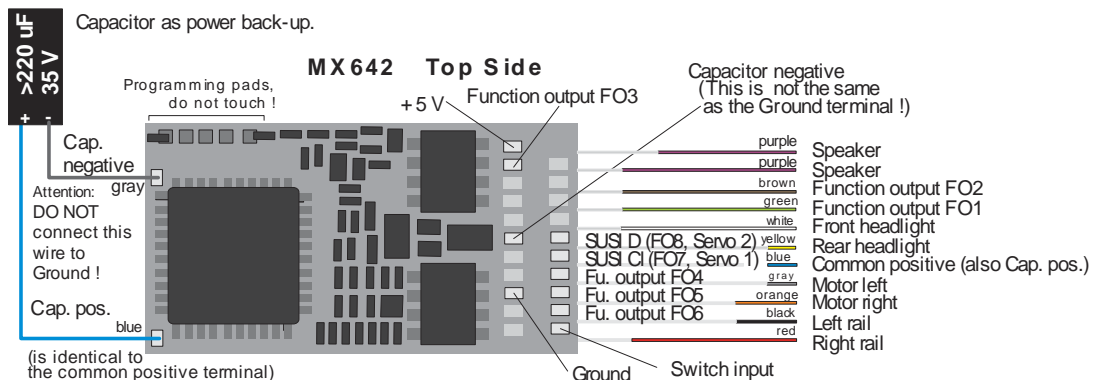 >220 uF
35 V
+ -
Capacitor as power back-up.
MX642 Top Side
Programming pads,
do not touch !
+5 V
Function output FO3
Capacitor negative
(This is not the same
as the Ground terminal !)
Cap.
negative
gray
Attention:
DO NOT
connect this
wire to
Ground !
Cap. pos.
blue
(is identical to
the common positive terminal)
purple Speaker
purple Speaker
brown Function output FO2
green Function output FO1
white Front headlight
SUSI D (FO8, Servo 2) yellow Rear headlight
SUSI Cl (FO7, Servo 1) blue Common positive (also Cap. pos.)
Fu. output FO4 gray Motor left
Fu. output FO5 orange Motor right
Fu. output FO6 black Left rail
red Right rail
Ground
Switch input